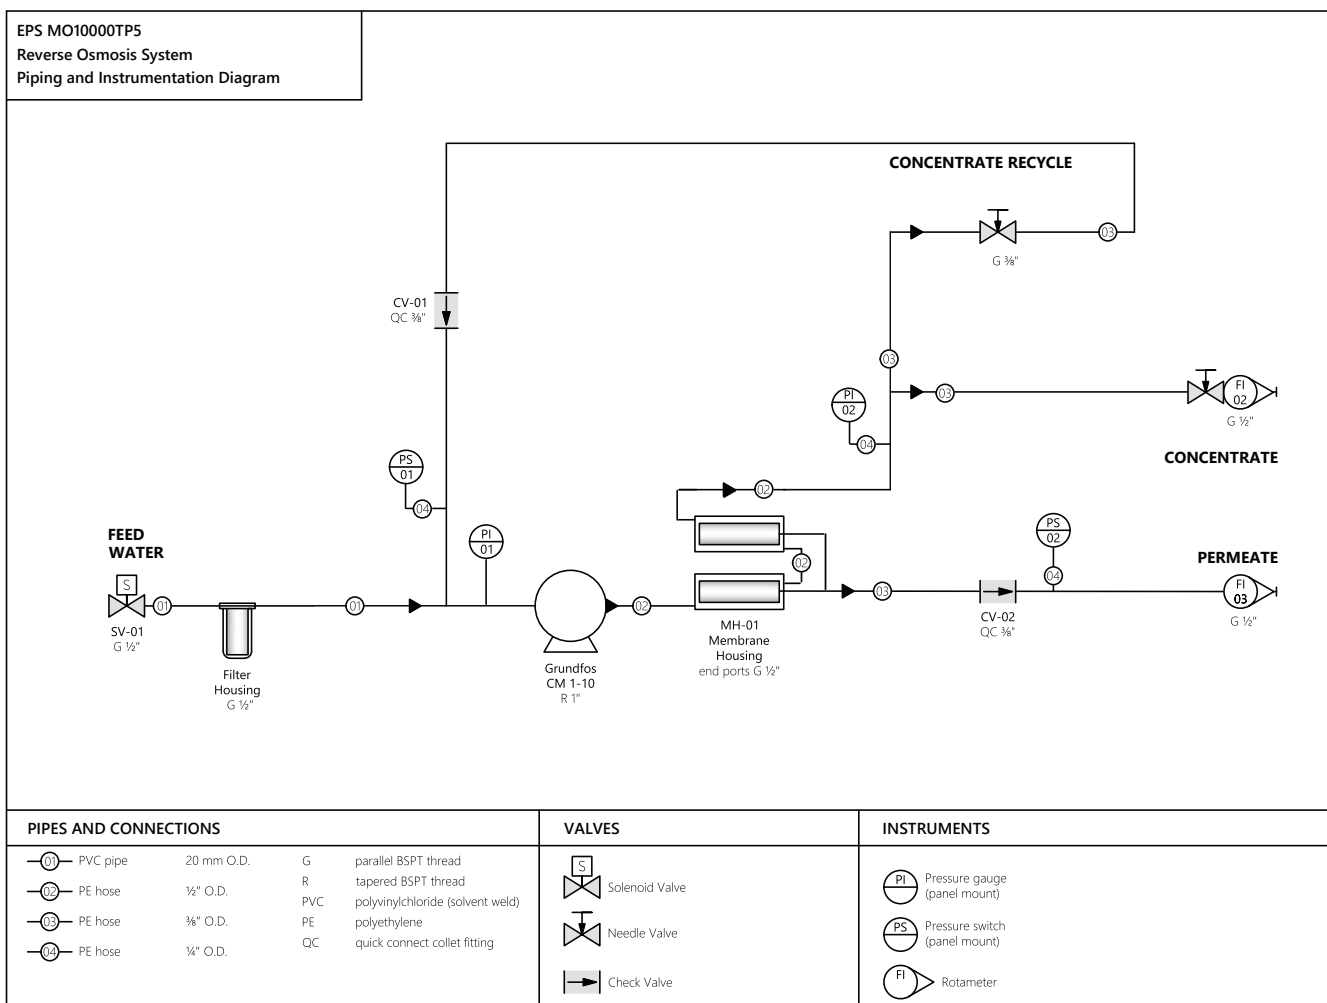 EPS MO10000TP5
Reverse Osmosis System
Piping and Instrumentation Diagram
CONCENTRATE RECYCLE
03
G ⅜"
CV-01
QC ⅜"
03
PI
02
03
FI
02
G ½"
04
CONCENTRATE
PS
01
04
02
FEED
WATER
PI
01
PS
02
PERMEATE
S
01
01
02
02
03
04
FI
03
G ½"
SV-01
G ½"
Filter
Housing
G ½"
Grundfos
CM 1-10
R 1"
MH-01
Membrane
Housing
end ports G ½"
CV-02
QC ⅜"
PIPES AND CONNECTIONS
01 PVC pipe 20 mm O.D.
02 PE hose ½" O.D.
03 PE hose ⅜" O.D.
04 PE hose ¼" O.D.
G parallel BSPT thread
R tapered BSPT thread
PVC polyvinylchloride (solvent weld)
PE polyethylene
QC quick connect collet fitting
VALVES
S Solenoid Valve
Needle Valve
Check Valve
INSTRUMENTS
PI Pressure gauge
(panel mount)
PS Pressure switch
(panel mount)
FI Rotameter